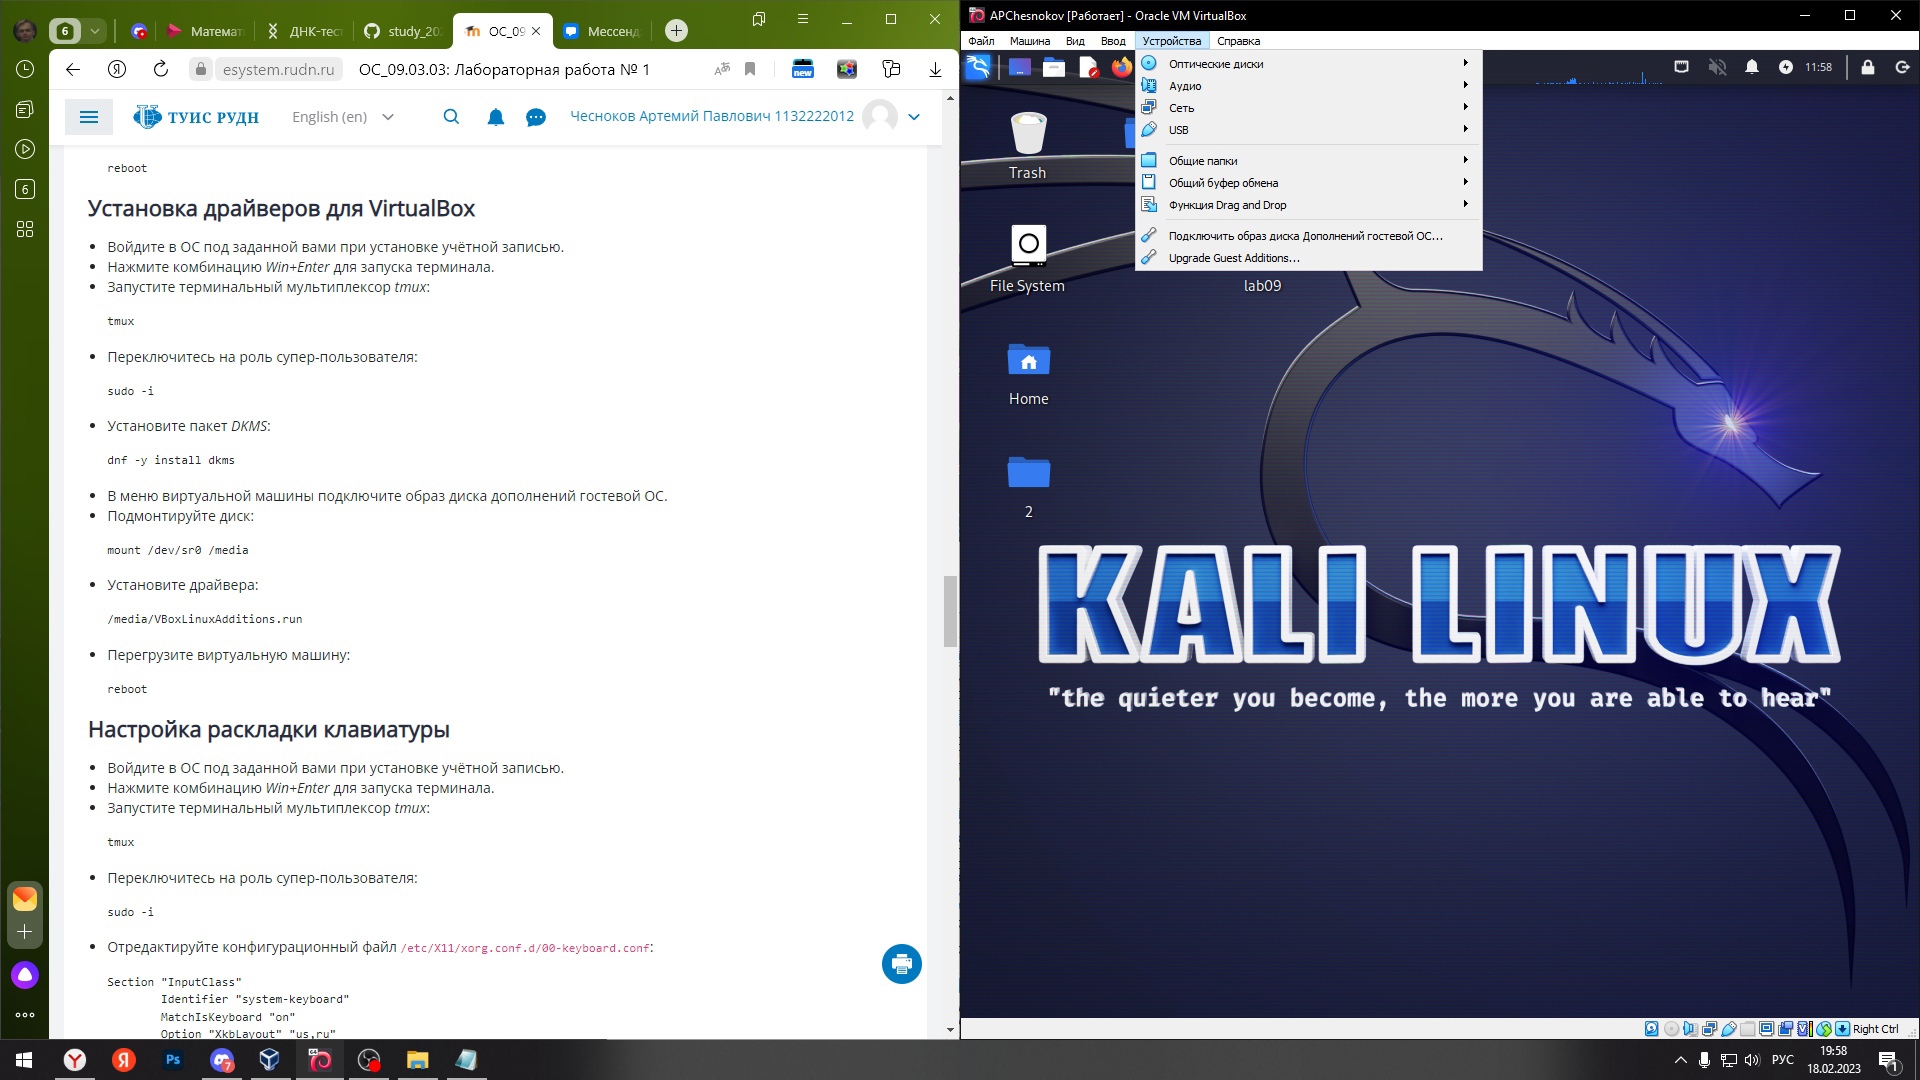 6
Математ
ДНК-тест
study_202
ОС_09
Мессенд
esystem.rudn.ru
ОС_09.03.03: Лабораторная работа № 1
new
ТУИС РУДН
English (en)
Чесноков Артемий Павлович 1132222012
6
reboot
Установка драйверов для VirtualBox
Войдите в ОС под заданной вами при установке учётной записью.
Нажмите комбинацию Win+Enter для запуска терминала.
Запустите терминальный мультиплексор tmux:
tmux
Переключитесь на роль супер-пользователя:
sudo -i
Установите пакет DKMS:
dnf -y install dkms
В меню виртуальной машины подключите образ диска дополнений гостевой ОС.
Подмонтируйте диск:
mount /dev/sr0 /media
Установите драйвера:
/media/VBoxLinuxAdditions.run
Перегрузите виртуальную машину:
reboot
Настройка раскладки клавиатуры
Войдите в ОС под заданной вами при установке учётной записью.
Нажмите комбинацию Win+Enter для запуска терминала.
Запустите терминальный мультиплексор tmux:
tmux
Переключитесь на роль супер-пользователя:
sudo -i
Отредактируйте конфигурационный файл /etc/X11/xorg.conf.d/00-keyboard.conf:
Section "InputClass"
Identifier "system-keyboard"
MatchIsKeyboard "on"
Option "XkbLayout" "us,ru"
APChesnokov [Работает] - Oracle VM VirtualBox
Файл Машина Вид Ввод Устройства Справка
11:58
Оптические диски
Аудио
Сеть
USB
Общие папки
Общий буфер обмена
Функция Drag and Drop
Подключить образ диска Дополнений гостевой ОС...
Upgrade Guest Additions...
Trash
File System
lab09
Home
2
KALI LINUX
"the quieter you become, the more you are able to hear"
Right Ctrl
Ps
7
РУС
19:58
18.02.2023
1